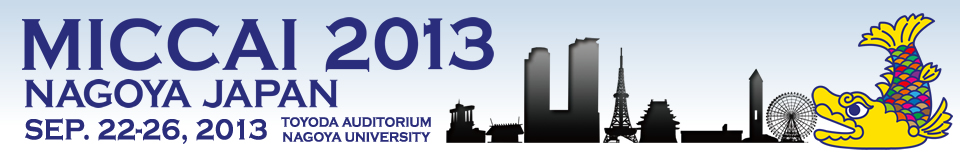 MICCAI 2013
NAGOYA JAPAN
SEP. 22-26, 2013
TOYODA AUDITORIUM
NAGOYA UNIVERSITY